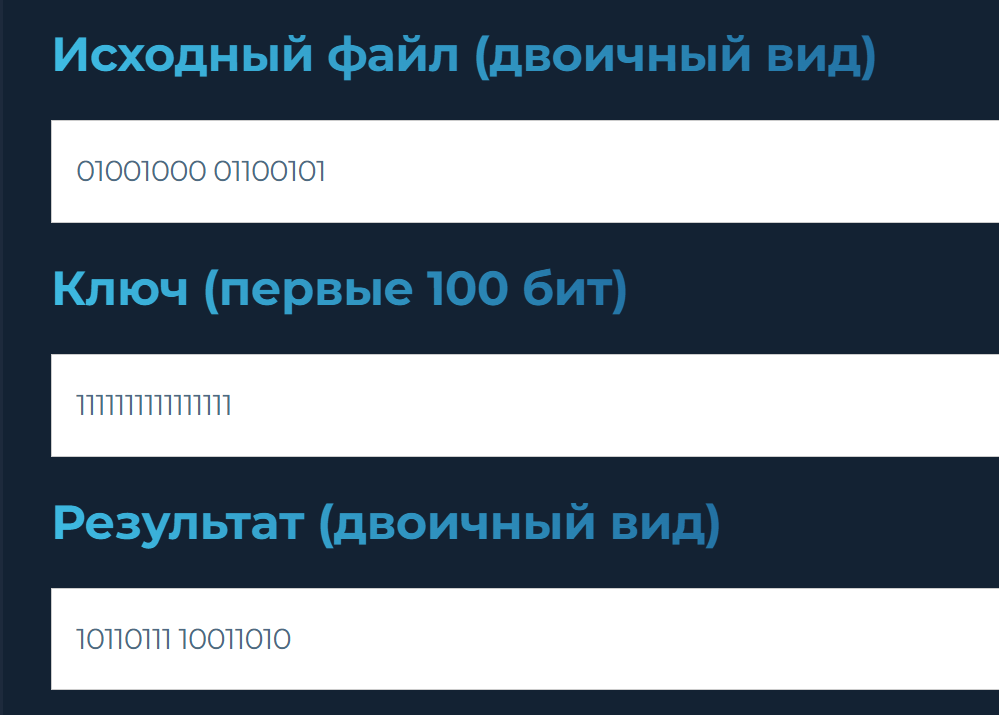 Исходный файл (двоичный вид)
01001000 01100101
Ключ (первые 100 бит)
1111111111111111
Результат (двоичный вид)
10110111 10011010